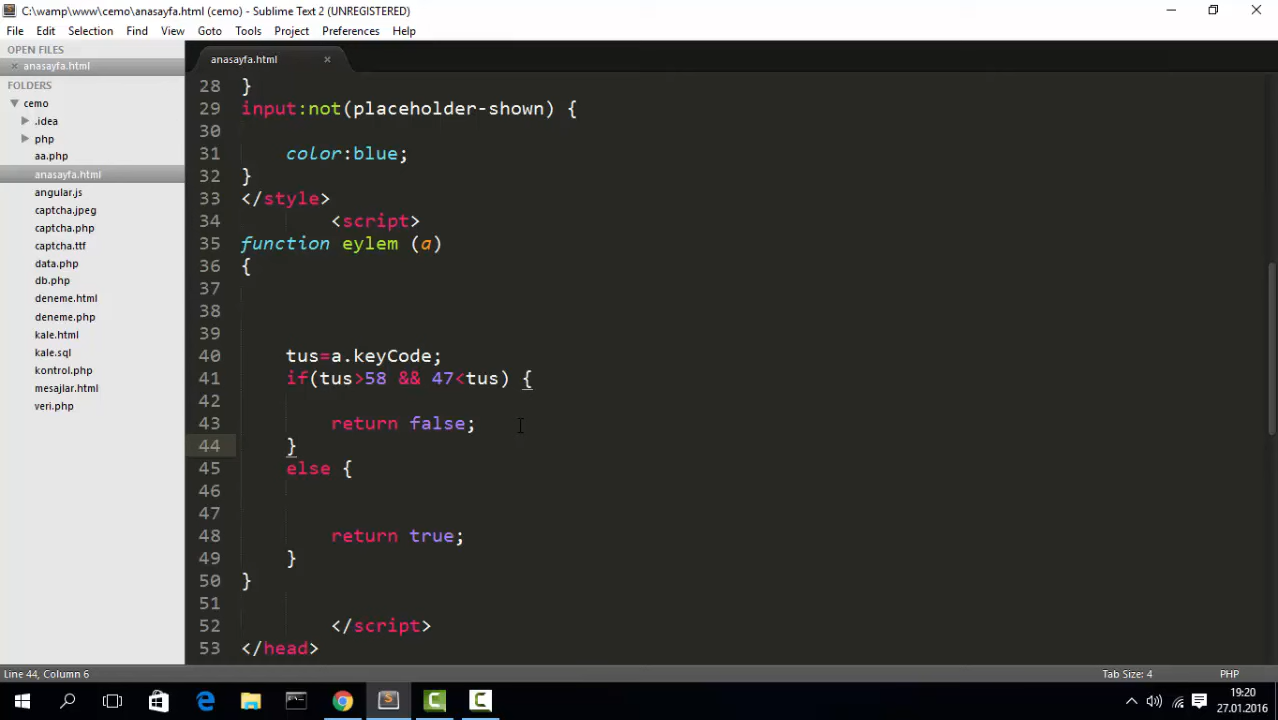 C:\wamp\www\cemo\anasayfa.html (cemo) - Sublime Text 2 (UNREGISTERED)
File Edit Selection Find View Goto Tools Project Preferences Help
OPEN FILES
× anasayfa.html
FOLDERS
cemo
.idea
php
aa.php
anasayfa.html
angular.js
captcha.jpeg
captcha.php
captcha.ttf
data.php
db.php
deneme.html
deneme.php
kale.html
kale.sql
kontrol.php
mesajlar.html
veri.php
anasayfa.html ×
28 }
29 input:not(placeholder-shown) {
30
31 color:blue;
32 }
33 </style>
34 <script>
35 function eylem (a)
36 {
37
38
39
40 tus=a.keyCode;
41 if(tus>58 && 47<tus) {
42
43 return false;
44 }
45 else {
46
47
48 return true;
49 }
50 }
51
52 </script>
53 </head>
Line 44, Column 6
Tab Size: 4 PHP
19:20
27.01.2016